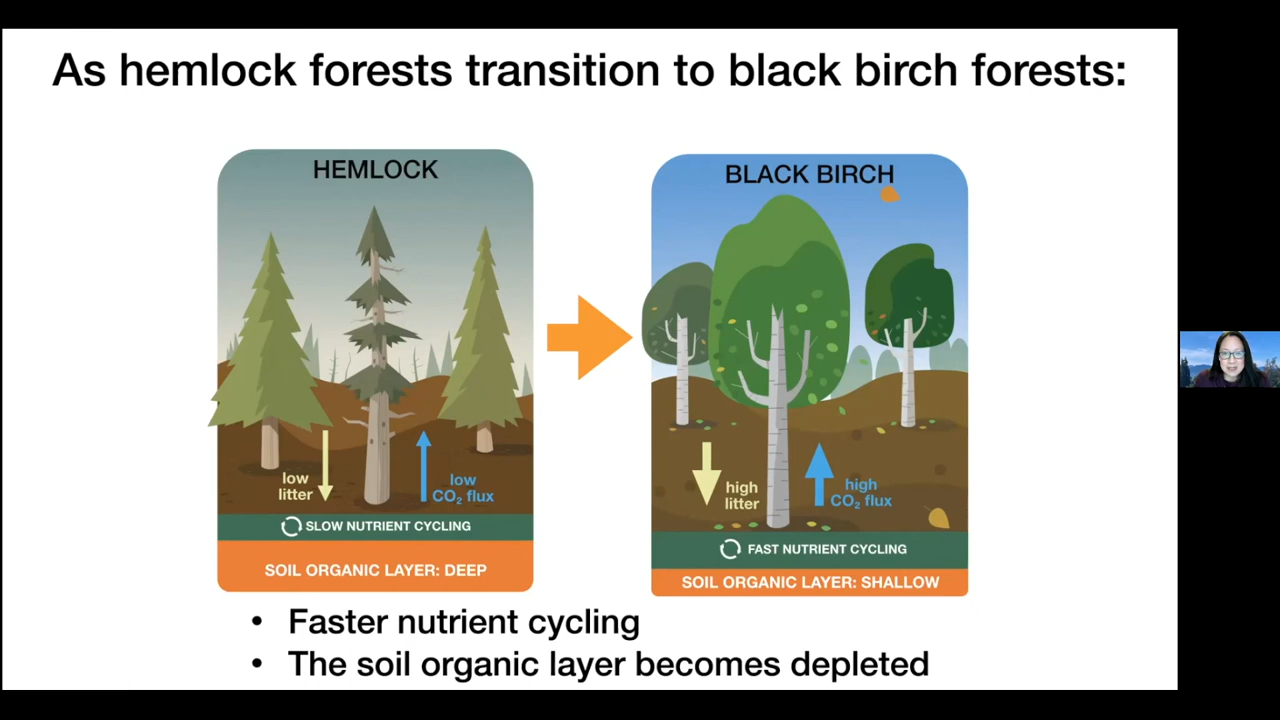 As hemlock forests transition to black birch forests:
HEMLOCK
low
litter
low
CO₂ flux
SLOW NUTRIENT CYCLING
SOIL ORGANIC LAYER: DEEP
BLACK BIRCH
high
litter
high
CO₂ flux
FAST NUTRIENT CYCLING
SOIL ORGANIC LAYER: SHALLOW
• Faster nutrient cycling
• The soil organic layer becomes depleted